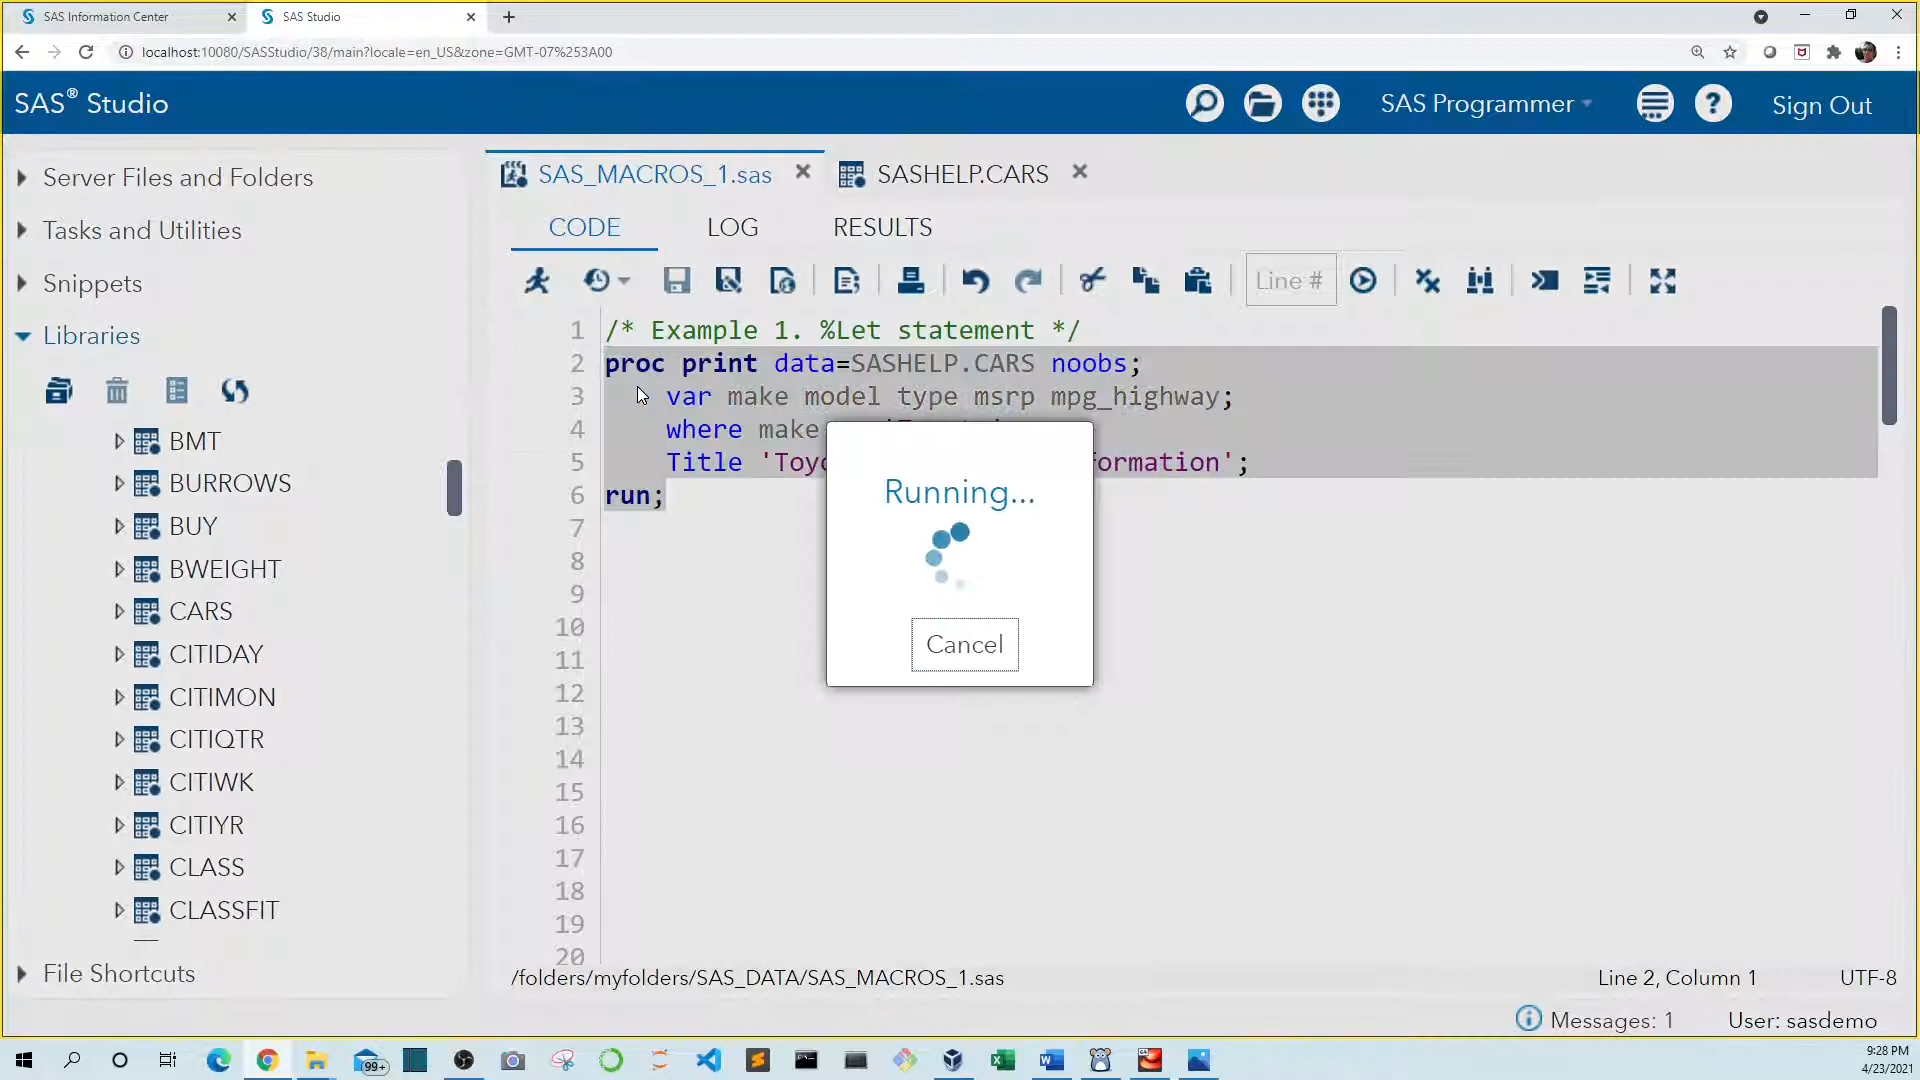 SAS Information Center
SAS Studio
localhost:10080/SASStudio/38/main?locale=en_US&zone=GMT-07%253A00
SAS® Studio
SAS Programmer
Sign Out
Server Files and Folders
Tasks and Utilities
Snippets
Libraries
BMT
BURROWS
BUY
BWEIGHT
CARS
CITIDAY
CITIMON
CITIQTR
CITIWK
CITIYR
CLASS
CLASSFIT
File Shortcuts
SAS_MACROS_1.sas
SASHELP.CARS
CODE
LOG
RESULTS
Line #
1 /* Example 1. %Let statement */
2 proc print data=SASHELP.CARS noobs;
3 var make model type msrp mpg_highway;
4 where make
5 Title 'Toyo ormation';
6 run;
7
8
9
10
11
12
13
14
15
16
17
18
19
20
Running...
Cancel
/folders/myfolders/SAS_DATA/SAS_MACROS_1.sas
Line 2, Column 1
UTF-8
Messages: 1
User: sasdemo
99+
9:28 PM
4/23/2021